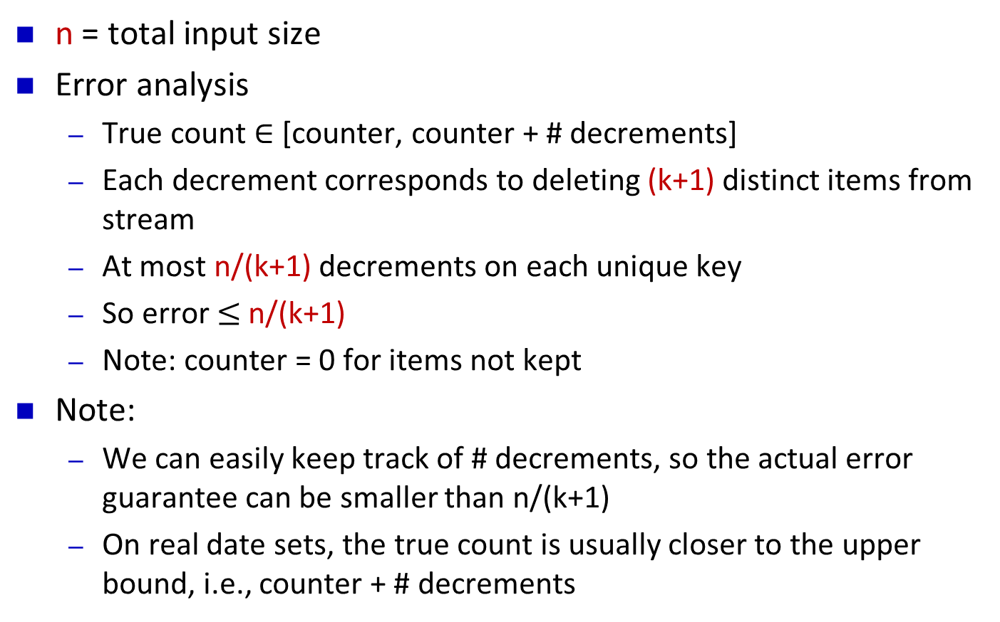 n = total input size
Error analysis
– True count ∈ [counter, counter + # decrements]
– Each decrement corresponds to deleting (k+1) distinct items from
stream
– At most n/(k+1) decrements on each unique key
– So error ≤ n/(k+1)
– Note: counter = 0 for items not kept
Note:
– We can easily keep track of # decrements, so the actual error
guarantee can be smaller than n/(k+1)
– On real date sets, the true count is usually closer to the upper
bound, i.e., counter + # decrements